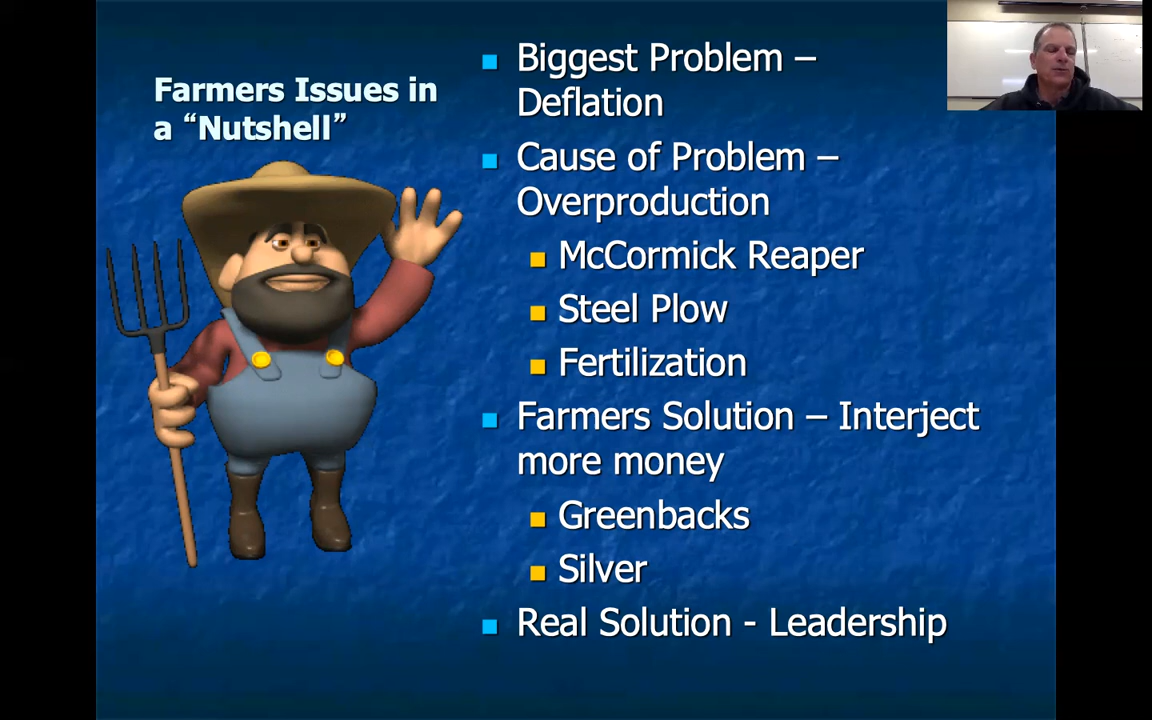 Farmers Issues in
a “Nutshell”
Biggest Problem –
Deflation
Cause of Problem –
Overproduction
McCormick Reaper
Steel Plow
Fertilization
Farmers Solution – Interject
more money
Greenbacks
Silver
Real Solution - Leadership